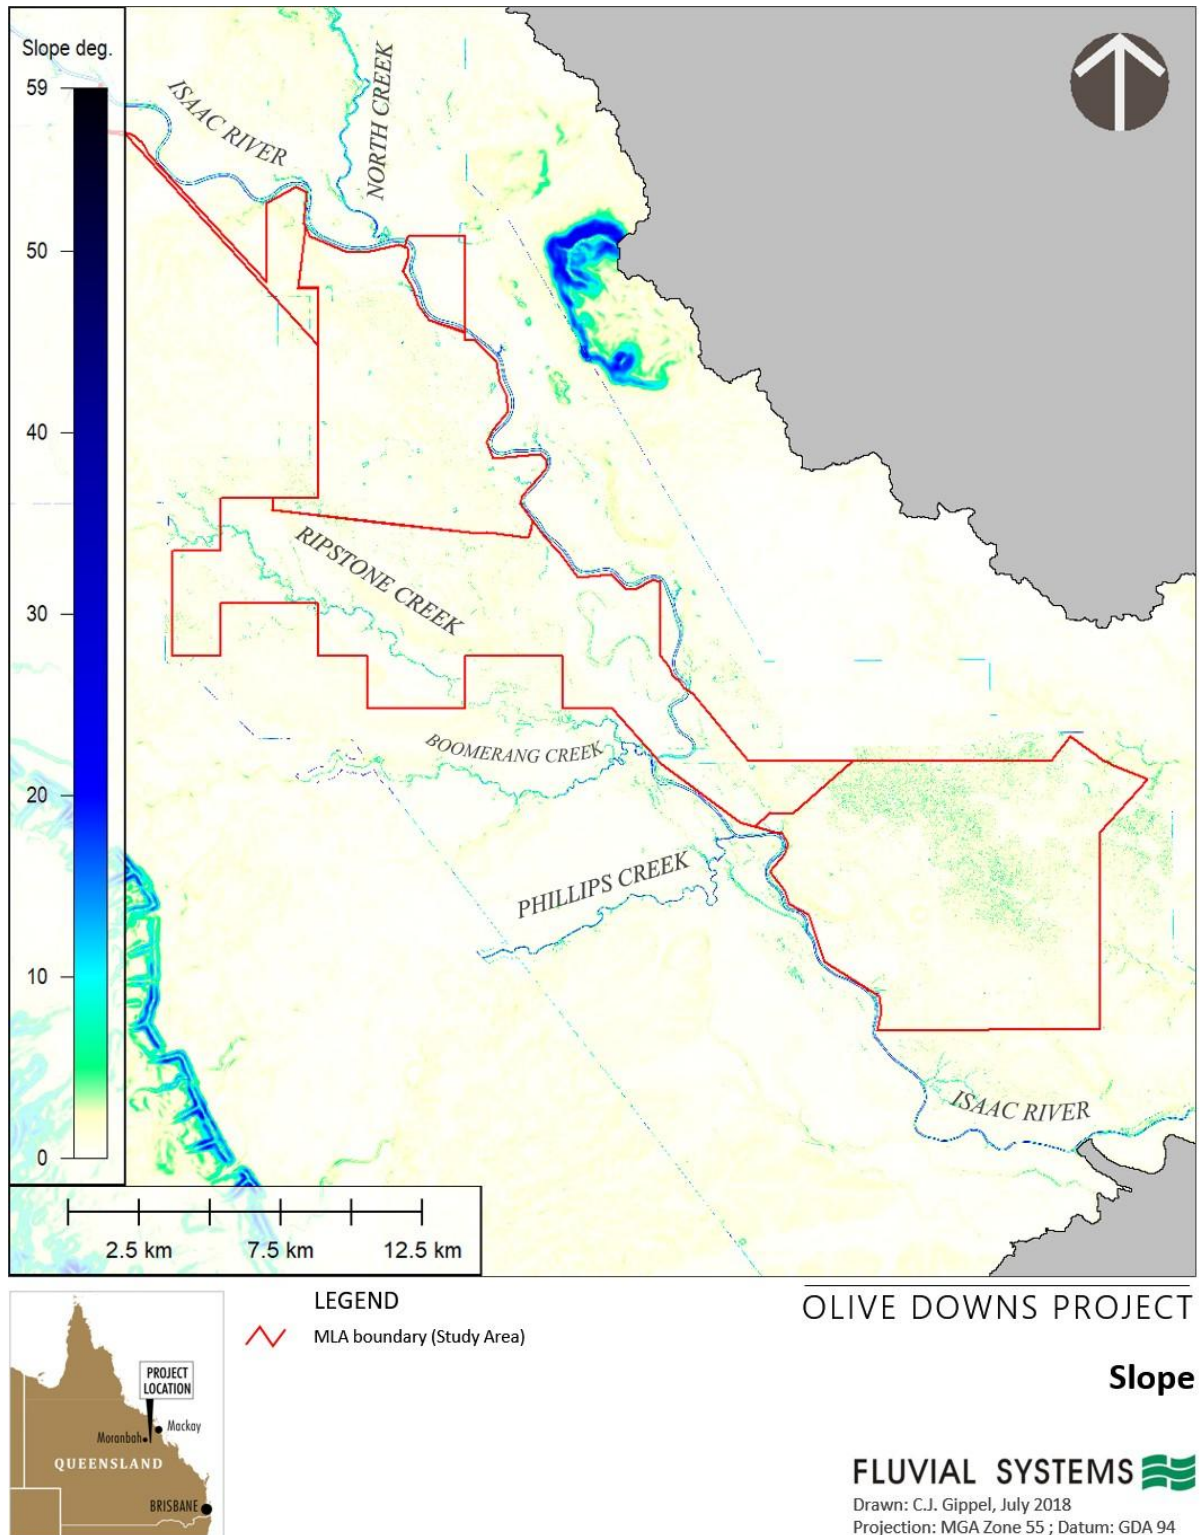 Slope deg.
59
50
40
30
20
10
0
ISAAC RIVER
NORTH CREEK
RIPSTONE CREEK
BOOMERANG CREEK
PHILLIPS CREEK
ISAAC RIVER
2.5 km 7.5 km 12.5 km
LEGEND
MLA boundary (Study Area)
OLIVE DOWNS PROJECT
Slope
PROJECT
LOCATION
Mackay
Moranbah
QUEENSLAND
BRISBANE
FLUVIAL SYSTEMS
Drawn: C.J. Gippel, July 2018
Projection: MGA Zone 55 ; Datum: GDA 94